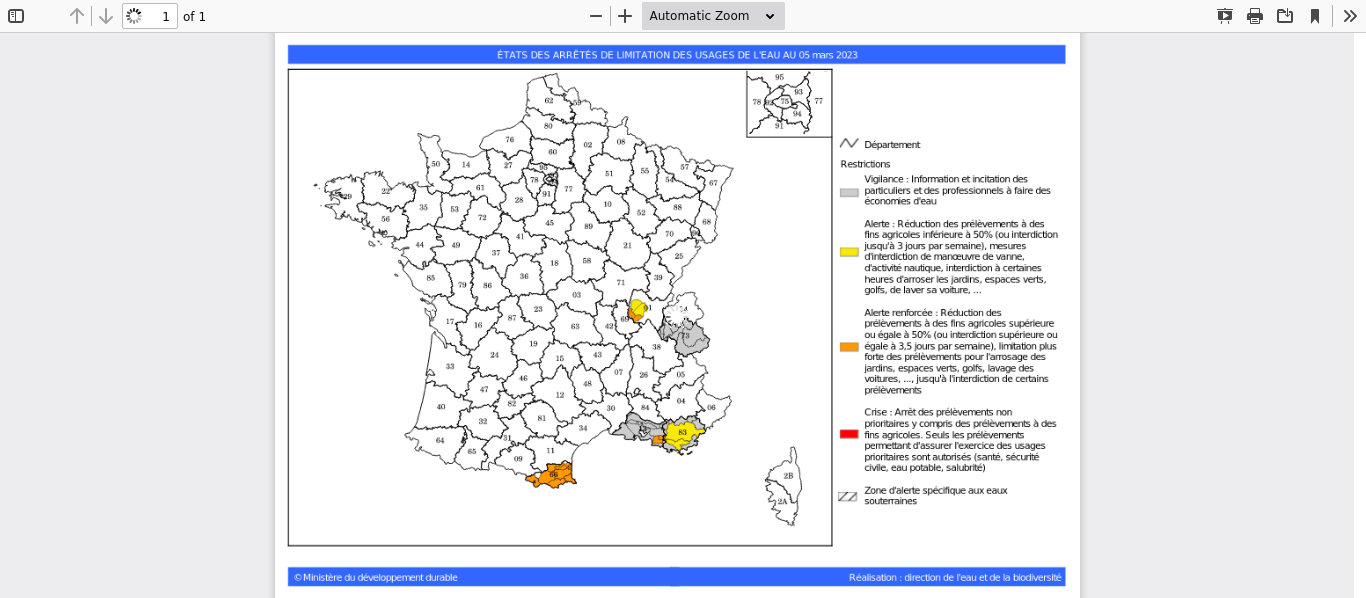 1 of 1 Automatic Zoom
ÉTATS DES ARRÊTÉS DE LIMITATION DES USAGES DE L'EAU AU 05 mars 2023
95
93
78 75 77
94
91
62 59
80
76 02 08
60
50 14 27 95 51 55 57
78 54 67
29 22 61 91 77
28
35 53 10 52 88
56 72 45 68
89
41 70 90
44 49 21
37 25
18 58
85 79 86 36 39
71
03
23 01
17 16 87 69
63 42 73
19 38
24 15 43
33 07 26 05
46 48
47 12 04
40 82 30 84 06
32 81 34 83
64 31
65 09 11
66
2B
2A
Département
Restrictions
Vigilance : Information et incitation des
particuliers et des professionnels à faire des
économies d'eau
Alerte : Réduction des prélèvements à des
fins agricoles inférieure à 50% (ou interdiction
jusqu'à 3 jours par semaine), mesures
d'interdiction de manœuvre de vanne,
d'activité nautique, interdiction à certaines
heures d'arroser les jardins, espaces verts,
golfs, de laver sa voiture, ...
Alerte renforcée : Réduction des
prélèvements à des fins agricoles supérieure
ou égale à 50% (ou interdiction supérieure ou
égale à 3,5 jours par semaine), limitation plus
forte des prélèvements pour l'arrosage des
jardins, espaces verts, golfs, lavage des
voitures, ..., jusqu'à l'interdiction de certains
prélèvements
Crise : Arrêt des prélèvements non
prioritaires y compris des prélèvements à des
fins agricoles. Seuls les prélèvements
permettant d'assurer l'exercice des usages
prioritaires sont autorisés (santé, sécurité
civile, eau potable, salubrité)
Zone d'alerte spécifique aux eaux
souterraines
©Ministère du développement durable
Réalisation : direction de l'eau et de la biodiversité